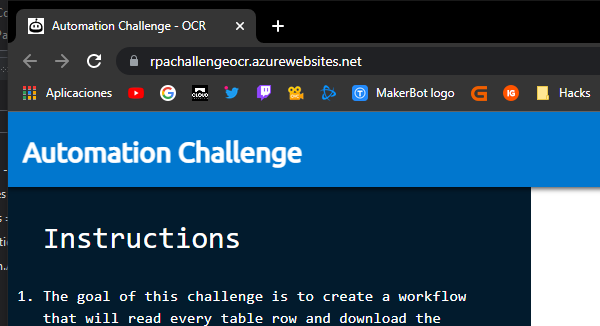 Automation Challenge - OCR
rpachallengeocr.azurewebsites.net
Aplicaciones
CLOUD
MakerBot logo
IG
Hacks
Automation Challenge
Instructions
1. The goal of this challenge is to create a workflow
that will read every table row and download the